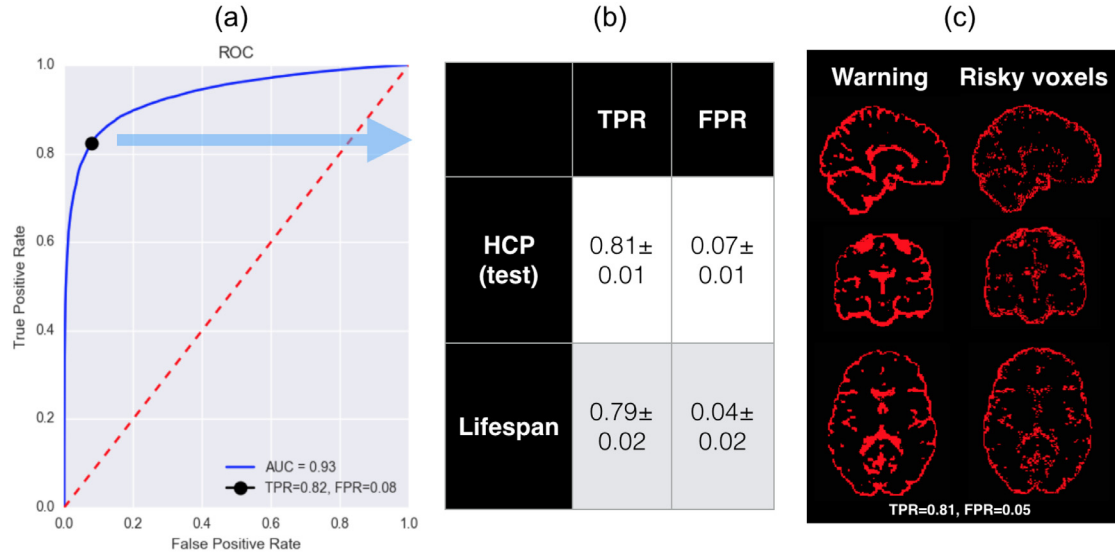 (a)
ROC
1.0
0.8
0.6
0.4
0.2
0.0
True Positive Rate
0.0 0.2 0.4 0.6 0.8 1.0
False Positive Rate
AUC = 0.93
TPR=0.82, FPR=0.08
(b)
TPR FPR
HCP
(test)
0.81±
0.01
0.07±
0.01
Lifespan
0.79±
0.02
0.04±
0.02
(c)
Warning Risky voxels
TPR=0.81, FPR=0.05